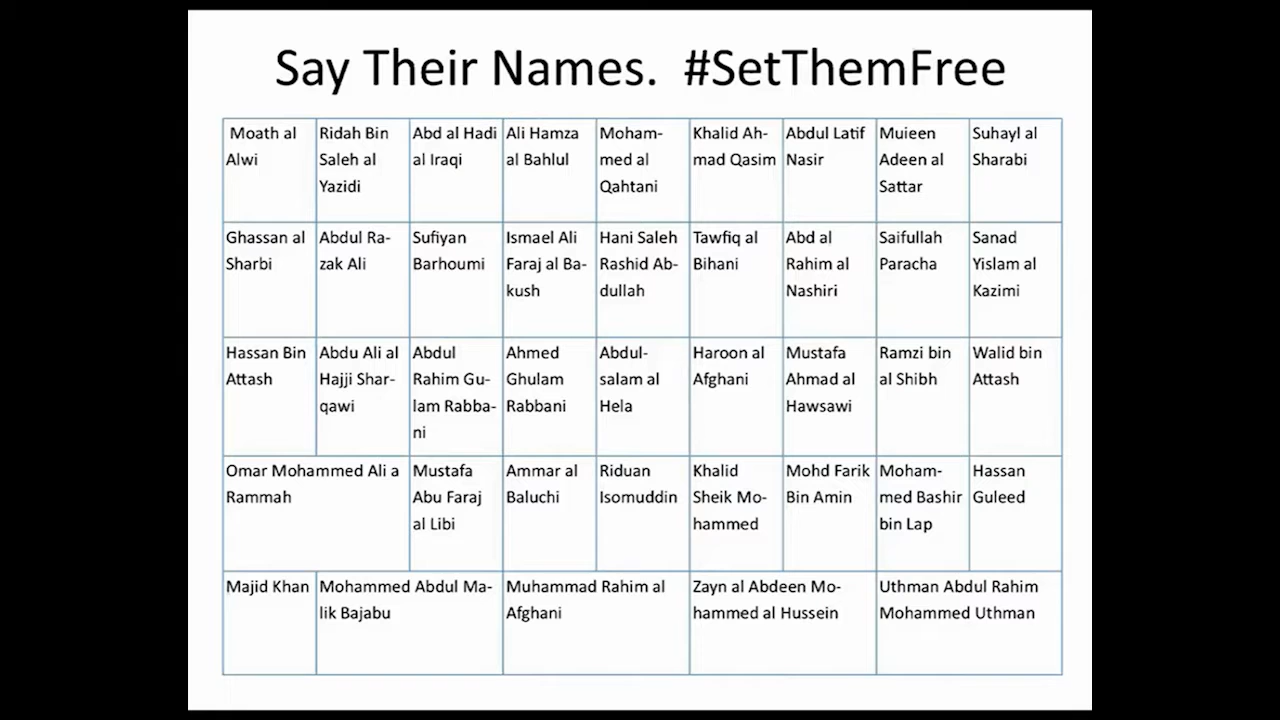 Say Their Names.  #SetThemFree
Moath al
Alwi
Ridah Bin
Saleh al
Yazidi
Abd al Hadi
al Iraqi
Ali Hamza
al Bahlul
Moham-
med al
Qahtani
Khalid Ah-
mad Qasim
Abdul Latif
Nasir
Muieen
Adeen al
Sattar
Suhayl al
Sharabi
Ghassan al
Sharbi
Abdul Ra-
zak Ali
Sufiyan
Barhoumi
Ismael Ali
Faraj al Ba-
kush
Hani Saleh
Rashid Ab-
dullah
Tawfiq al
Bihani
Abd al
Rahim al
Nashiri
Saifullah
Paracha
Sanad
Yislam al
Kazimi
Hassan Bin
Attash
Abdu Ali al
Hajji Shar-
qawi
Abdul
Rahim Gu-
lam Rabba-
ni
Ahmed
Ghulam
Rabbani
Abdul-
salam al
Hela
Haroon al
Afghani
Mustafa
Ahmad al
Hawsawi
Ramzi bin
al Shibh
Walid bin
Attash
Omar Mohammed Ali a
Rammah
Mustafa
Abu Faraj
al Libi
Ammar al
Baluchi
Riduan
Isomuddin
Khalid
Sheik Mo-
hammed
Mohd Farik
Bin Amin
Moham-
med Bashir
bin Lap
Hassan
Guleed
Majid Khan
Mohammed Abdul Ma-
lik Bajabu
Muhammad Rahim al
Afghani
Zayn al Abdeen Mo-
hammed al Hussein
Uthman Abdul Rahim
Mohammed Uthman